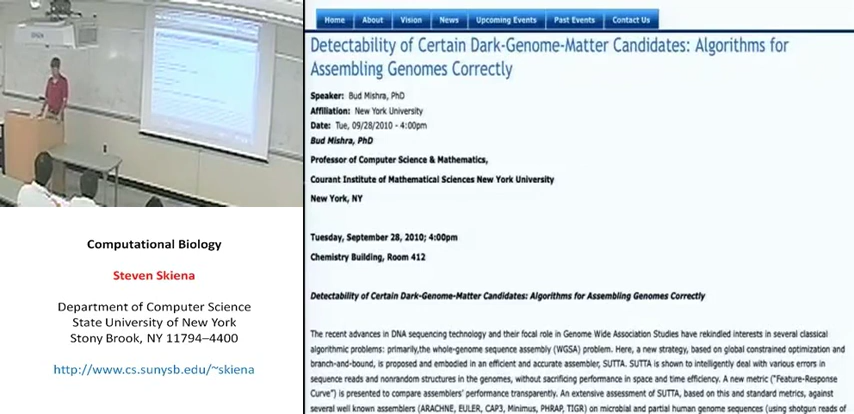 Home About Vision News Upcoming Events Past Events Contact Us
Detectability of Certain Dark-Genome-Matter Candidates: Algorithms for
Assembling Genomes Correctly
Speaker: Bud Mishra, PhD
Affiliation: New York University
Date: Tue, 09/28/2010 - 4:00pm
Bud Mishra, PhD
Professor of Computer Science & Mathematics,
Courant Institute of Mathematical Sciences New York University
New York, NY
Tuesday, September 28, 2010; 4:00pm
Chemistry Building, Room 412
Detectability of Certain Dark-Genome-Matter Candidates: Algorithms for Assembling Genomes Correctly
The recent advances in DNA sequencing technology and their focal role in Genome Wide Association Studies have rekindled interests in several classical
algorithmic problems: primarily,the whole-genome sequence assembly (WGSA) problem. Here, a new strategy, based on global constrained optimization and
branch-and-bound, is proposed and embodied in an efficient and accurate assembler, SUTTA. SUTTA is shown to intelligently deal with various errors in
sequence reads and nonrandom structures in the genomes, without sacrificing performance in space and time efficiency. A new metric ("Feature-Response
Curve") is presented to compare assemblers' performance transparently. An extensive assessment of SUTTA, based on this and standard metrics, against
several well known assemblers (ARACHNE, EULER, CAP3, Minimus, PHRAP, TIGR) on microbial and partial human genome sequences (using shotgun reads of
Computational Biology
Steven Skiena
Department of Computer Science
State University of New York
Stony Brook, NY 11794–4400
http://www.cs.sunysb.edu/~skiena